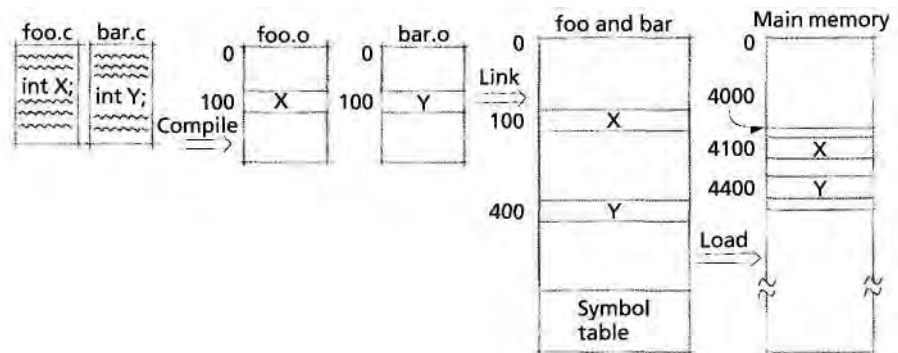 foo.c
bar.c
int X;
int Y;
Compile
foo.o
0
100
X
bar.o
0
100
Y
Link
foo and bar
0
100
X
400
Y
Symbol
table
Load
Main memory
0
4000
4100
X
4400
Y